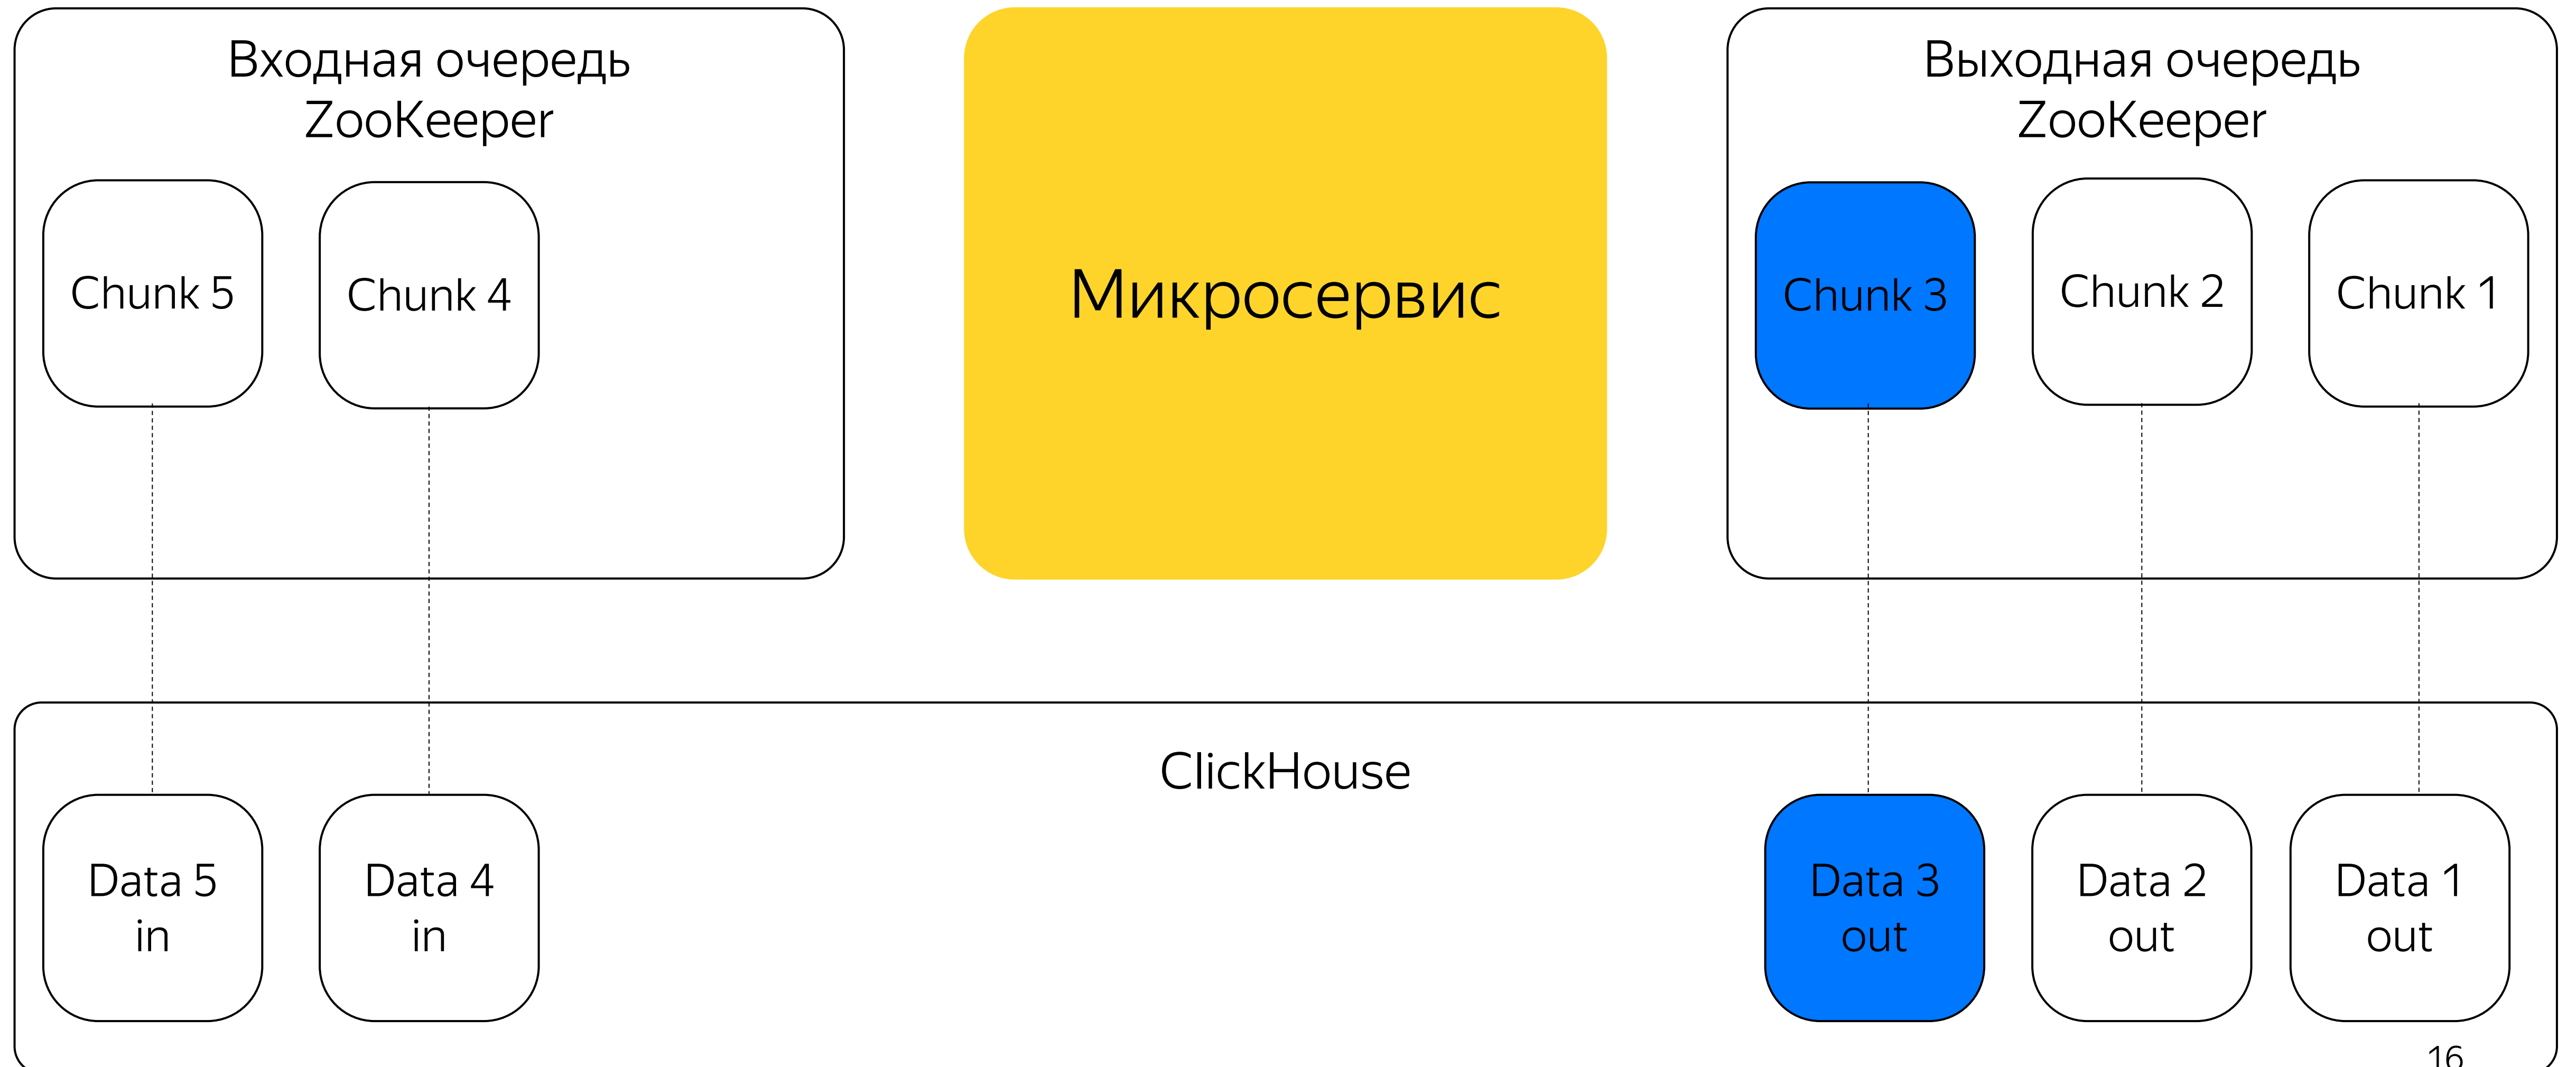 Входная очередь
ZooKeeper
Chunk 5
Chunk 4
Микросервис
Выходная очередь
ZooKeeper
Chunk 3
Chunk 2
Chunk 1
ClickHouse
Data 5
in
Data 4
in
Data 3
out
Data 2
out
Data 1
out
16